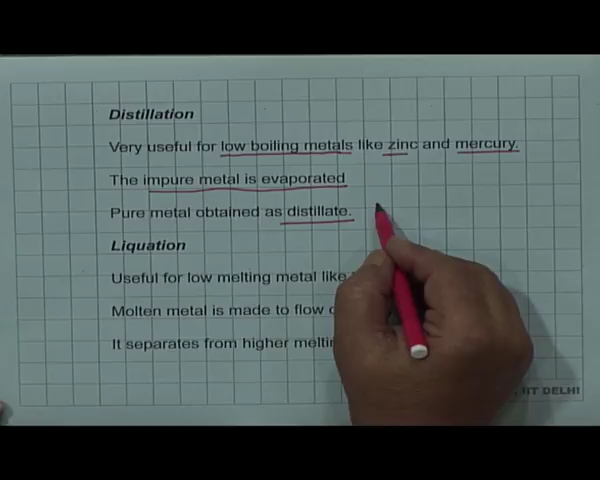 Distillation
Very useful for low boiling metals like zinc and mercury.
The impure metal is evaporated
Pure metal obtained as distillate.
Liquation
Useful for low melting metal like
Molten metal is made to flow
It separates from higher
IIT DELHI